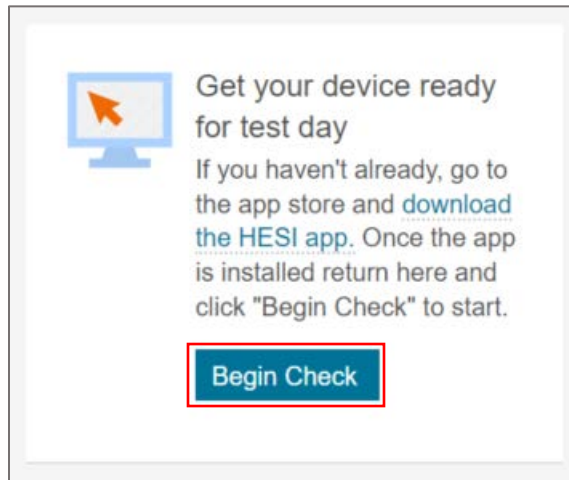 Get your device ready
for test day
If you haven't already, go to
the app store and download
the HESI app. Once the app
is installed return here and
click "Begin Check" to start.
Begin Check